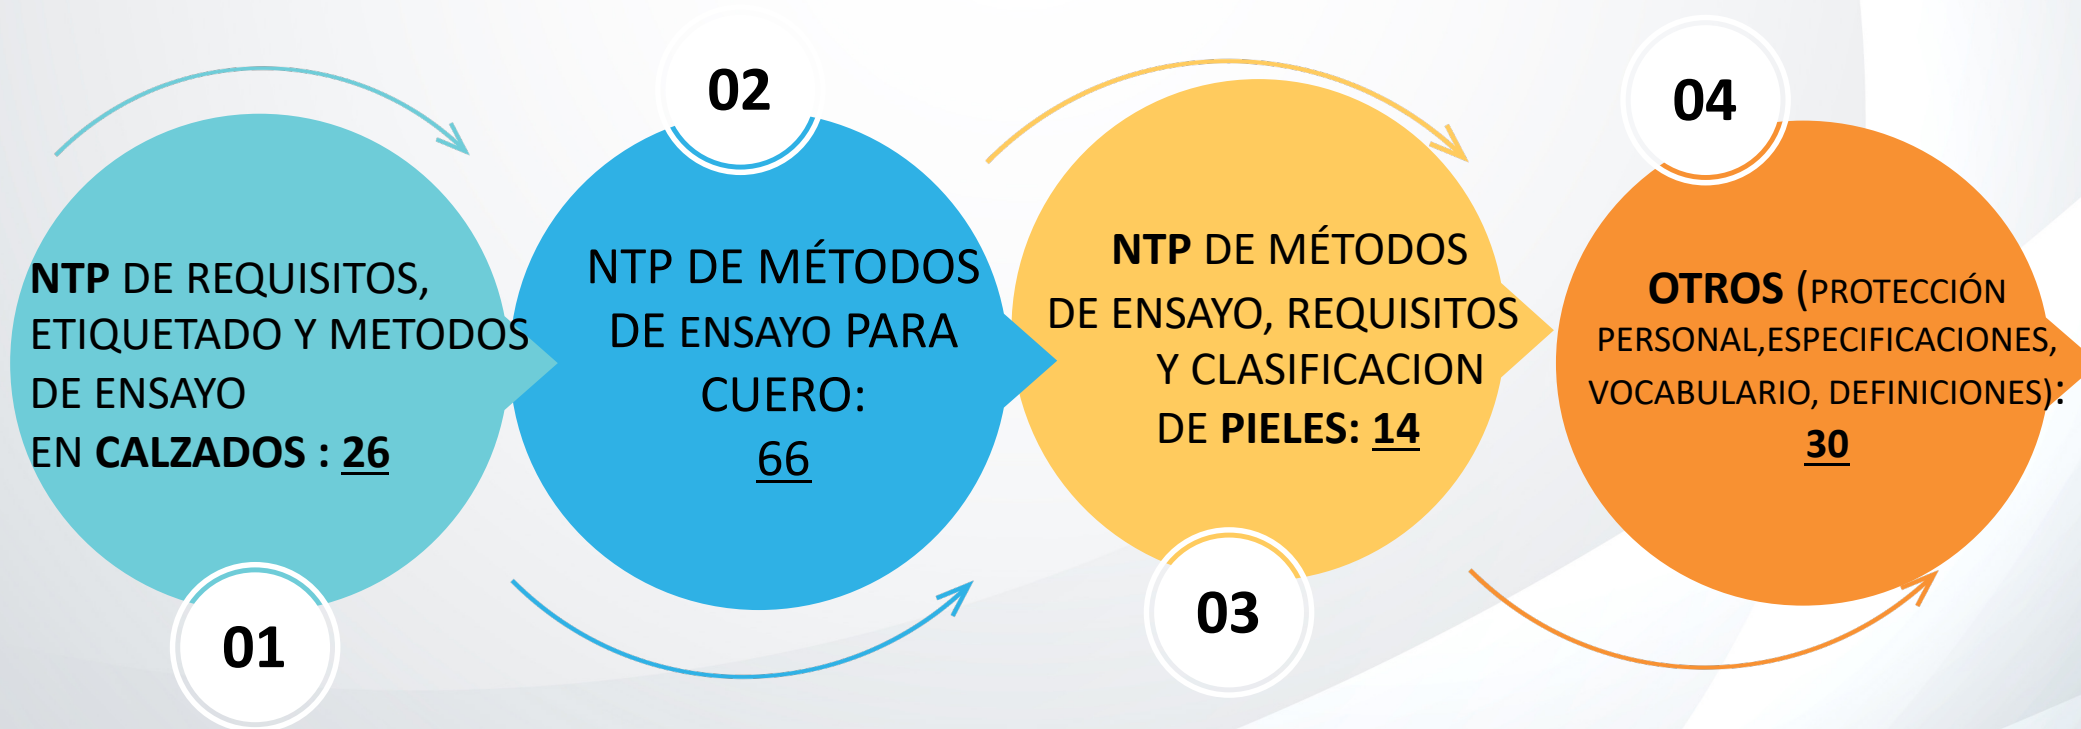 01
NTP DE REQUISITOS,
ETIQUETADO Y METODOS
DE ENSAYO
EN CALZADOS : 26
02
NTP DE MÉTODOS
DE ENSAYO PARA
CUERO:
66
NTP DE MÉTODOS
DE ENSAYO, REQUISITOS
Y CLASIFICACION
DE PIELES: 14
03
04
OTROS (PROTECCIÓN
PERSONAL,ESPECIFICACIONES,
VOCABULARIO, DEFINICIONES):
30